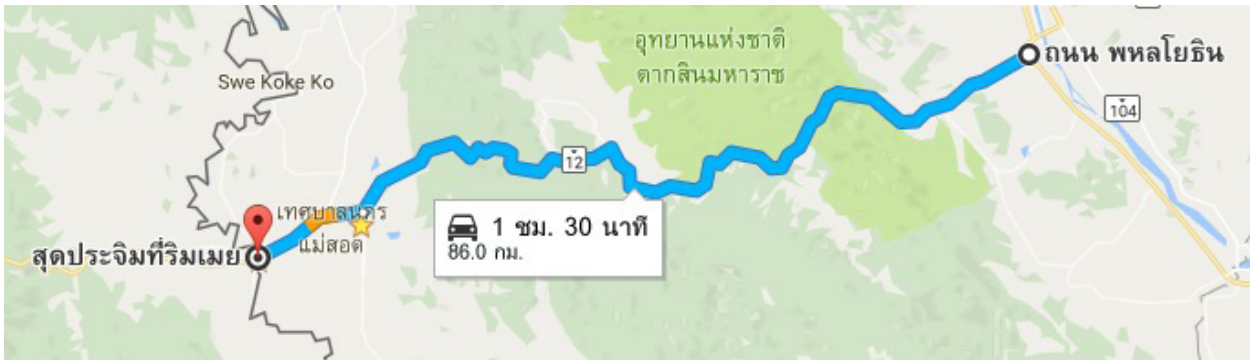 อุทยานแห่งชาติ
ตากสินมหาราช
ถนน พหลโยธิน
Swe Koke Ko
104
12
เทศบาลนคร
แม่สอด
สุดประจิมที่ริมเมย
1 ชม. 30 นาที
86.0 กม.